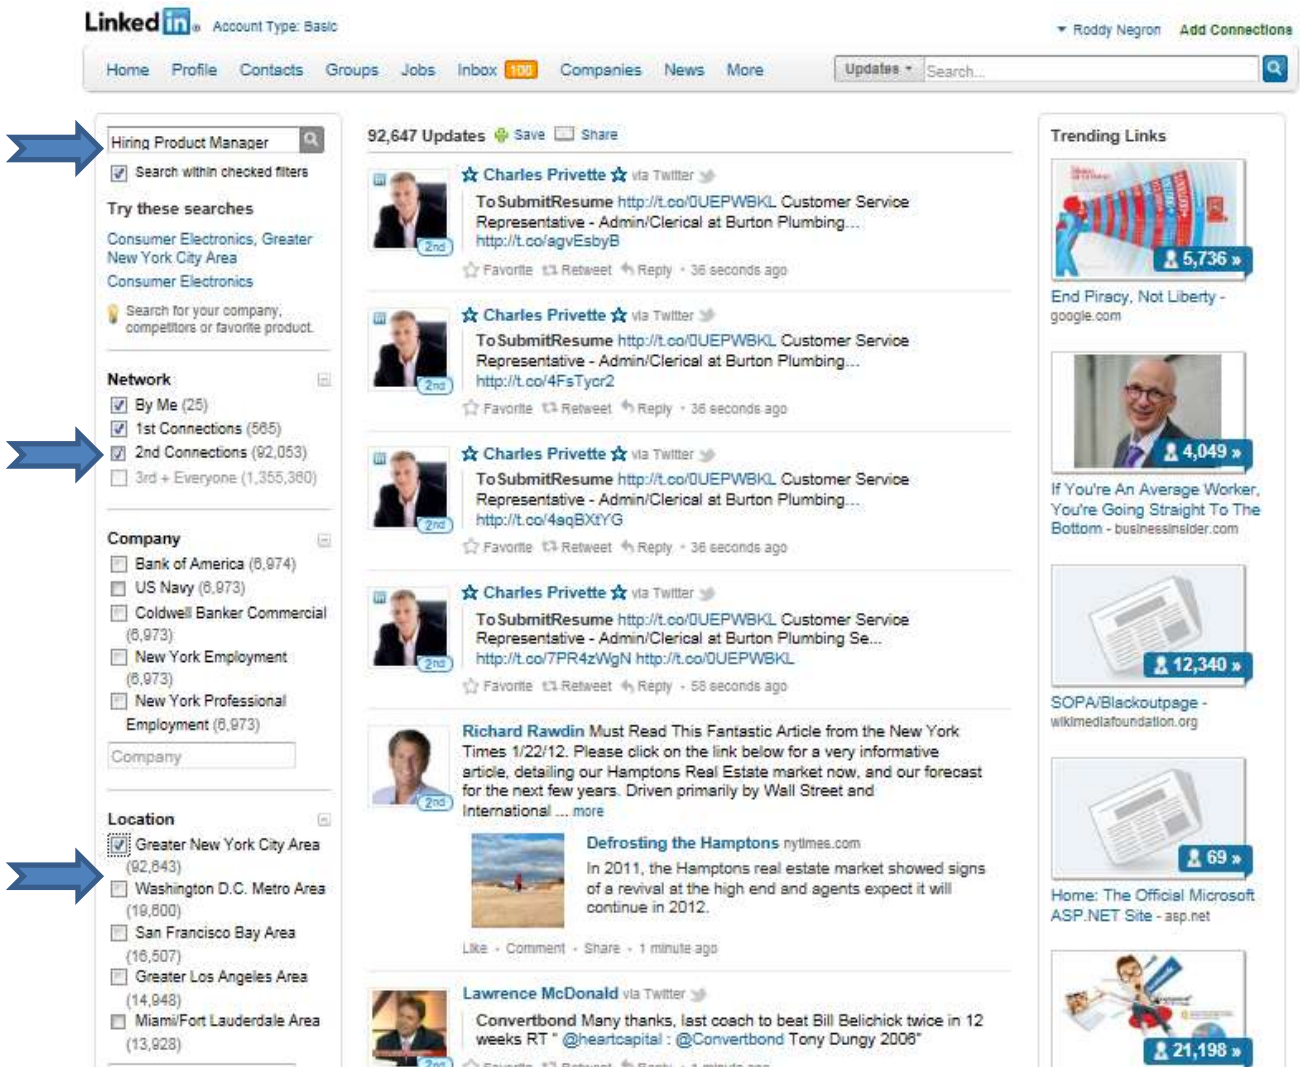 Linked in® Account Type: Basic
Roddy Negron Add Connections
Home Profile Contacts Groups Jobs Inbox 100 Companies News More Updates Search...
Hiring Product Manager
Search within checked filters
Try these searches
Consumer Electronics, Greater
New York City Area
Consumer Electronics
Search for your company,
competitors or favorite product.
Network
By Me (25)
1st Connections (565)
2nd Connections (92,053)
3rd + Everyone (1,355,360)
Company
Bank of America (6,974)
US Navy (6,973)
Coldwell Banker Commercial
(6,973)
New York Employment
(6,973)
New York Professional
Employment (6,973)
Company
Location
Greater New York City Area
(92,643)
Washington D.C. Metro Area
(19,600)
San Francisco Bay Area
(16,507)
Greater Los Angeles Area
(14,948)
Miami/Fort Lauderdale Area
(13,928)
92,647 Updates Save Share
in
2nd
Charles Privette via Twitter
ToSubmitResume http://t.co/0UEPWBKL Customer Service
Representative - Admin/Clerical at Burton Plumbing...
http://t.co/agvEsbyB
Favorite Retweet Reply · 36 seconds ago
in
2nd
Charles Privette via Twitter
ToSubmitResume http://t.co/0UEPWBKL Customer Service
Representative - Admin/Clerical at Burton Plumbing...
http://t.co/4FsTycr2
Favorite Retweet Reply · 36 seconds ago
in
2nd
Charles Privette via Twitter
ToSubmitResume http://t.co/0UEPWBKL Customer Service
Representative - Admin/Clerical at Burton Plumbing...
http://t.co/4aqBXtYG
Favorite Retweet Reply · 36 seconds ago
in
2nd
Charles Privette via Twitter
ToSubmitResume http://t.co/0UEPWBKL Customer Service
Representative - Admin/Clerical at Burton Plumbing Se...
http://t.co/7PR4zWgN http://t.co/0UEPWBKL
Favorite Retweet Reply · 58 seconds ago
2nd
Richard Rawdin Must Read This Fantastic Article from the New York
Times 1/22/12. Please click on the link below for a very informative
article, detailing our Hamptons Real Estate market now, and our forecast
for the next few years. Driven primarily by Wall Street and
International ... more
Defrosting the Hamptons nytimes.com
In 2011, the Hamptons real estate market showed signs
of a revival at the high end and agents expect it will
continue in 2012.
Like · Comment · Share · 1 minute ago
2nd
Lawrence McDonald via Twitter
Convertbond Many thanks, last coach to beat Bill Belichick twice in 12
weeks RT " @heartcapital : @Convertbond Tony Dungy 2006"
Favorite Retweet Reply · 1 minute ago
Trending Links
5,736 »
End Piracy, Not Liberty -
google.com
4,049 »
If You're An Average Worker,
You're Going Straight To The
Bottom - businessinsider.com
12,340 »
SOPA/Blackoutpage -
wikimediafoundation.org
69 »
Home: The Official Microsoft
ASP.NET Site - asp.net
21,198 »